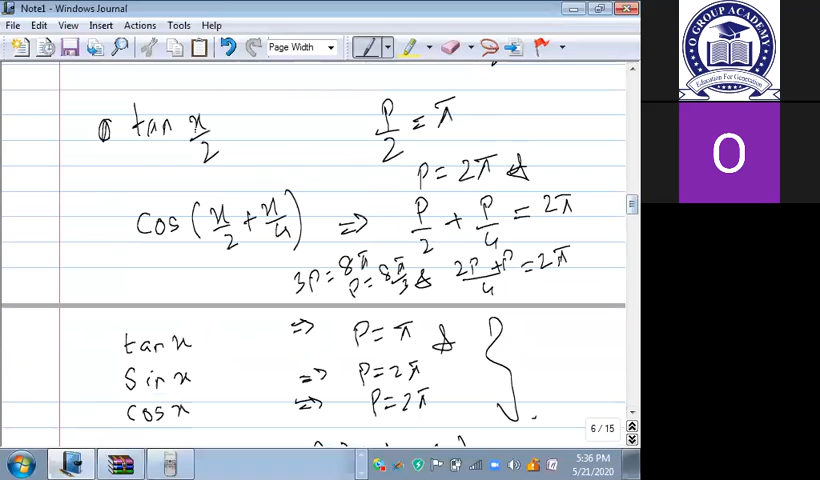 Note1 - Windows Journal
File Edit View Insert Actions Tools Help
Page Width
tan x/2 P/2 = π
P = 2π
cos (x/2 + x/4) ⇒ P/2 + P/4 = 2π
3P = 8π P = 8π/3 2P + P/4 = 2π
tan x ⇒ P = π
Sin x ⇒ P = 2π
cos x ⇒ P = 2π
6 / 15
5:36 PM
5/21/2020
O GROUP ACADEMY
Education For Generation
O